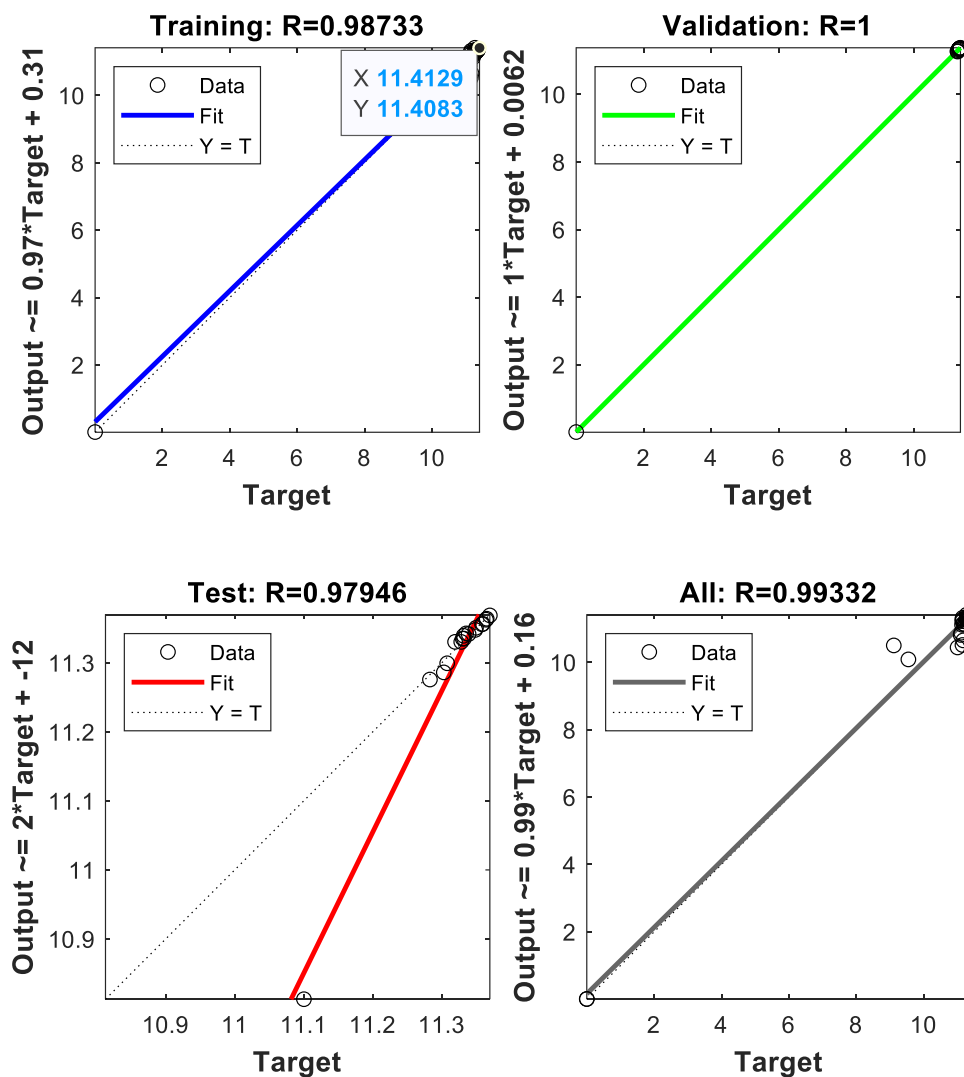 Training: R=0.98733
Output ~= 0.97*Target + 0.31
10
8
6
4
2
Data
Fit
Y = T
X 11.4129
Y 11.4083
2 4 6 8 10
Target
Validation: R=1
Output ~= 1*Target + 0.0062
10
8
6
4
2
Data
Fit
Y = T
2 4 6 8 10
Target
Test: R=0.97946
Output ~= 2*Target + -12
11.3
11.2
11.1
11
10.9
Data
Fit
Y = T
10.9 11 11.1 11.2 11.3
Target
All: R=0.99332
Output ~= 0.99*Target + 0.16
10
8
6
4
2
Data
Fit
Y = T
2 4 6 8 10
Target